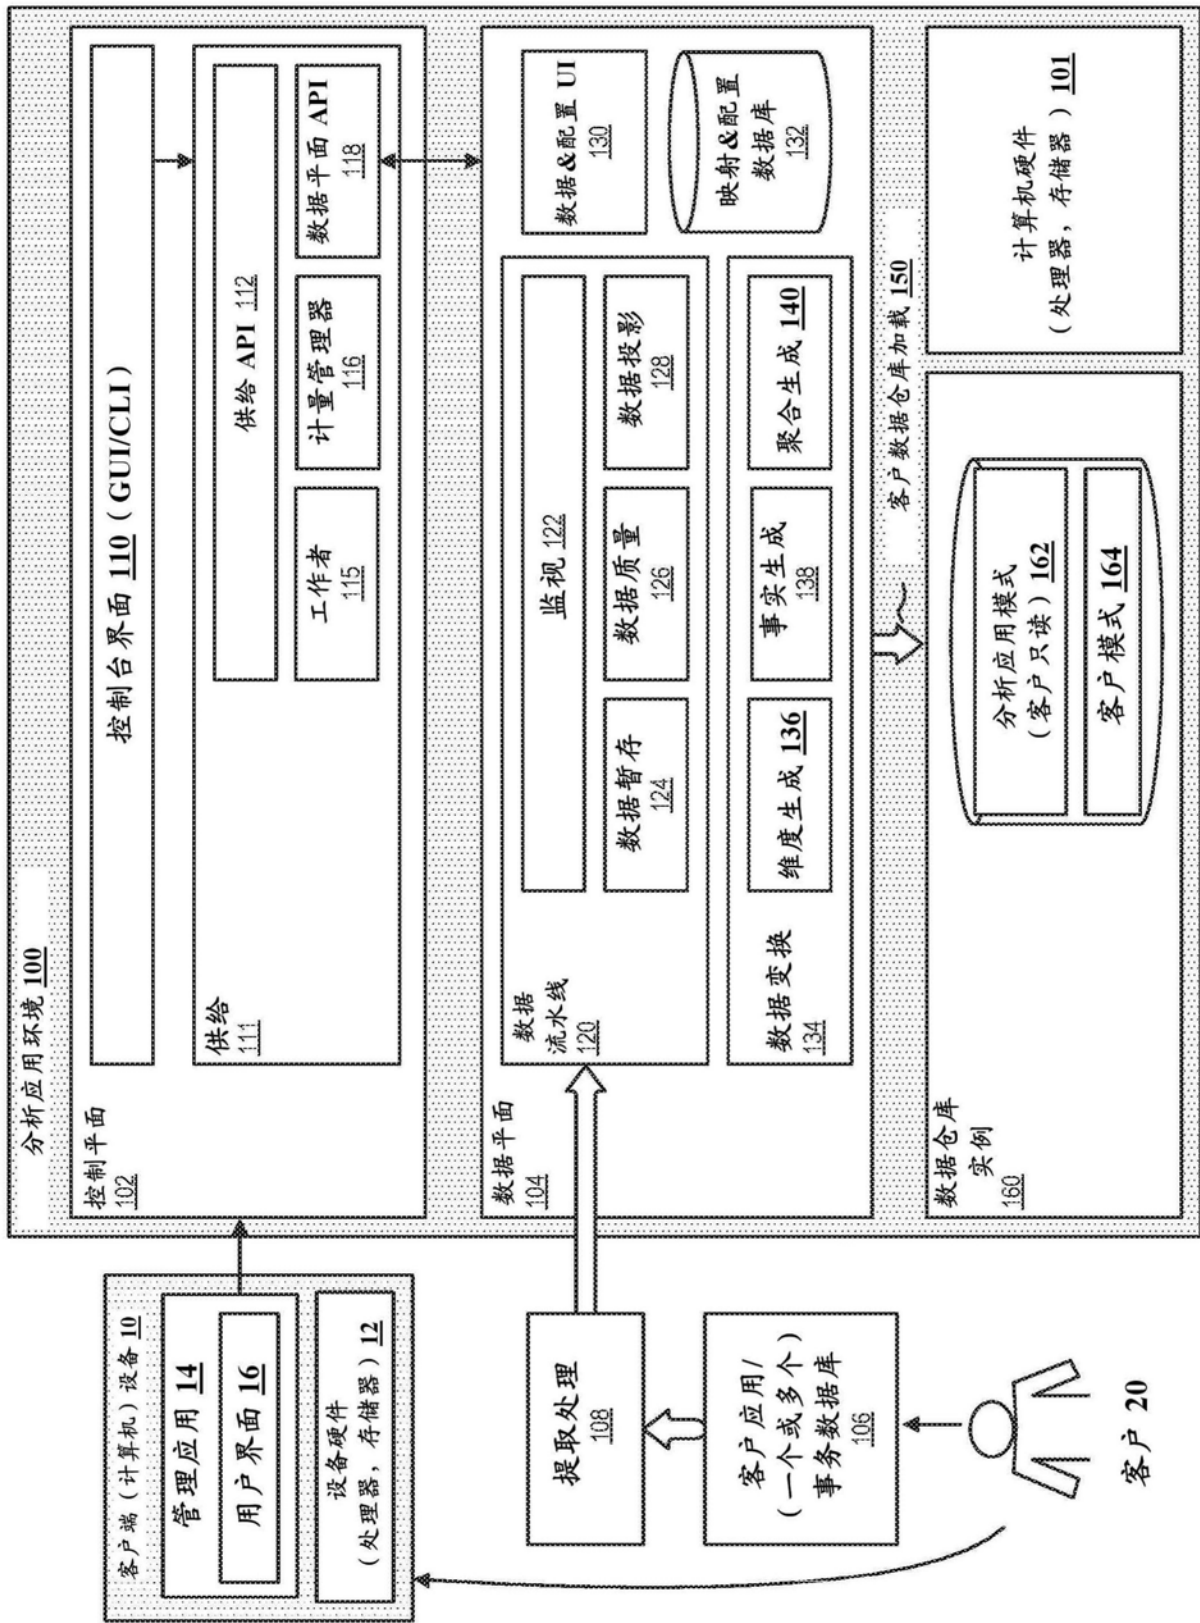 分析应用环境 100
控制平面
102
控制台界面 110（GUI/CLI）
供给
111
供给 API 112
工作者
115
计量管理器
116
数据平面 API
118
数据平面
104
数据
流水线
120
监视 122
数据暂存
124
数据质量
126
数据投影
128
数据变换
134
维度生成 136
事实生成
138
聚合生成 140
数据&配置 UI
130
映射&配置
数据库
132
客户数据仓库加载 150
数据仓库
实例
160
分析应用模式
（客户只读）162
客户模式 164
计算机硬件
（处理器，存储器）101
客户端（计算机）设备 10
管理应用 14
用户界面 16
设备硬件
（处理器，存储器）12
提取处理
108
客户应用/
(一个或多个)
事务数据库
106
客户 20